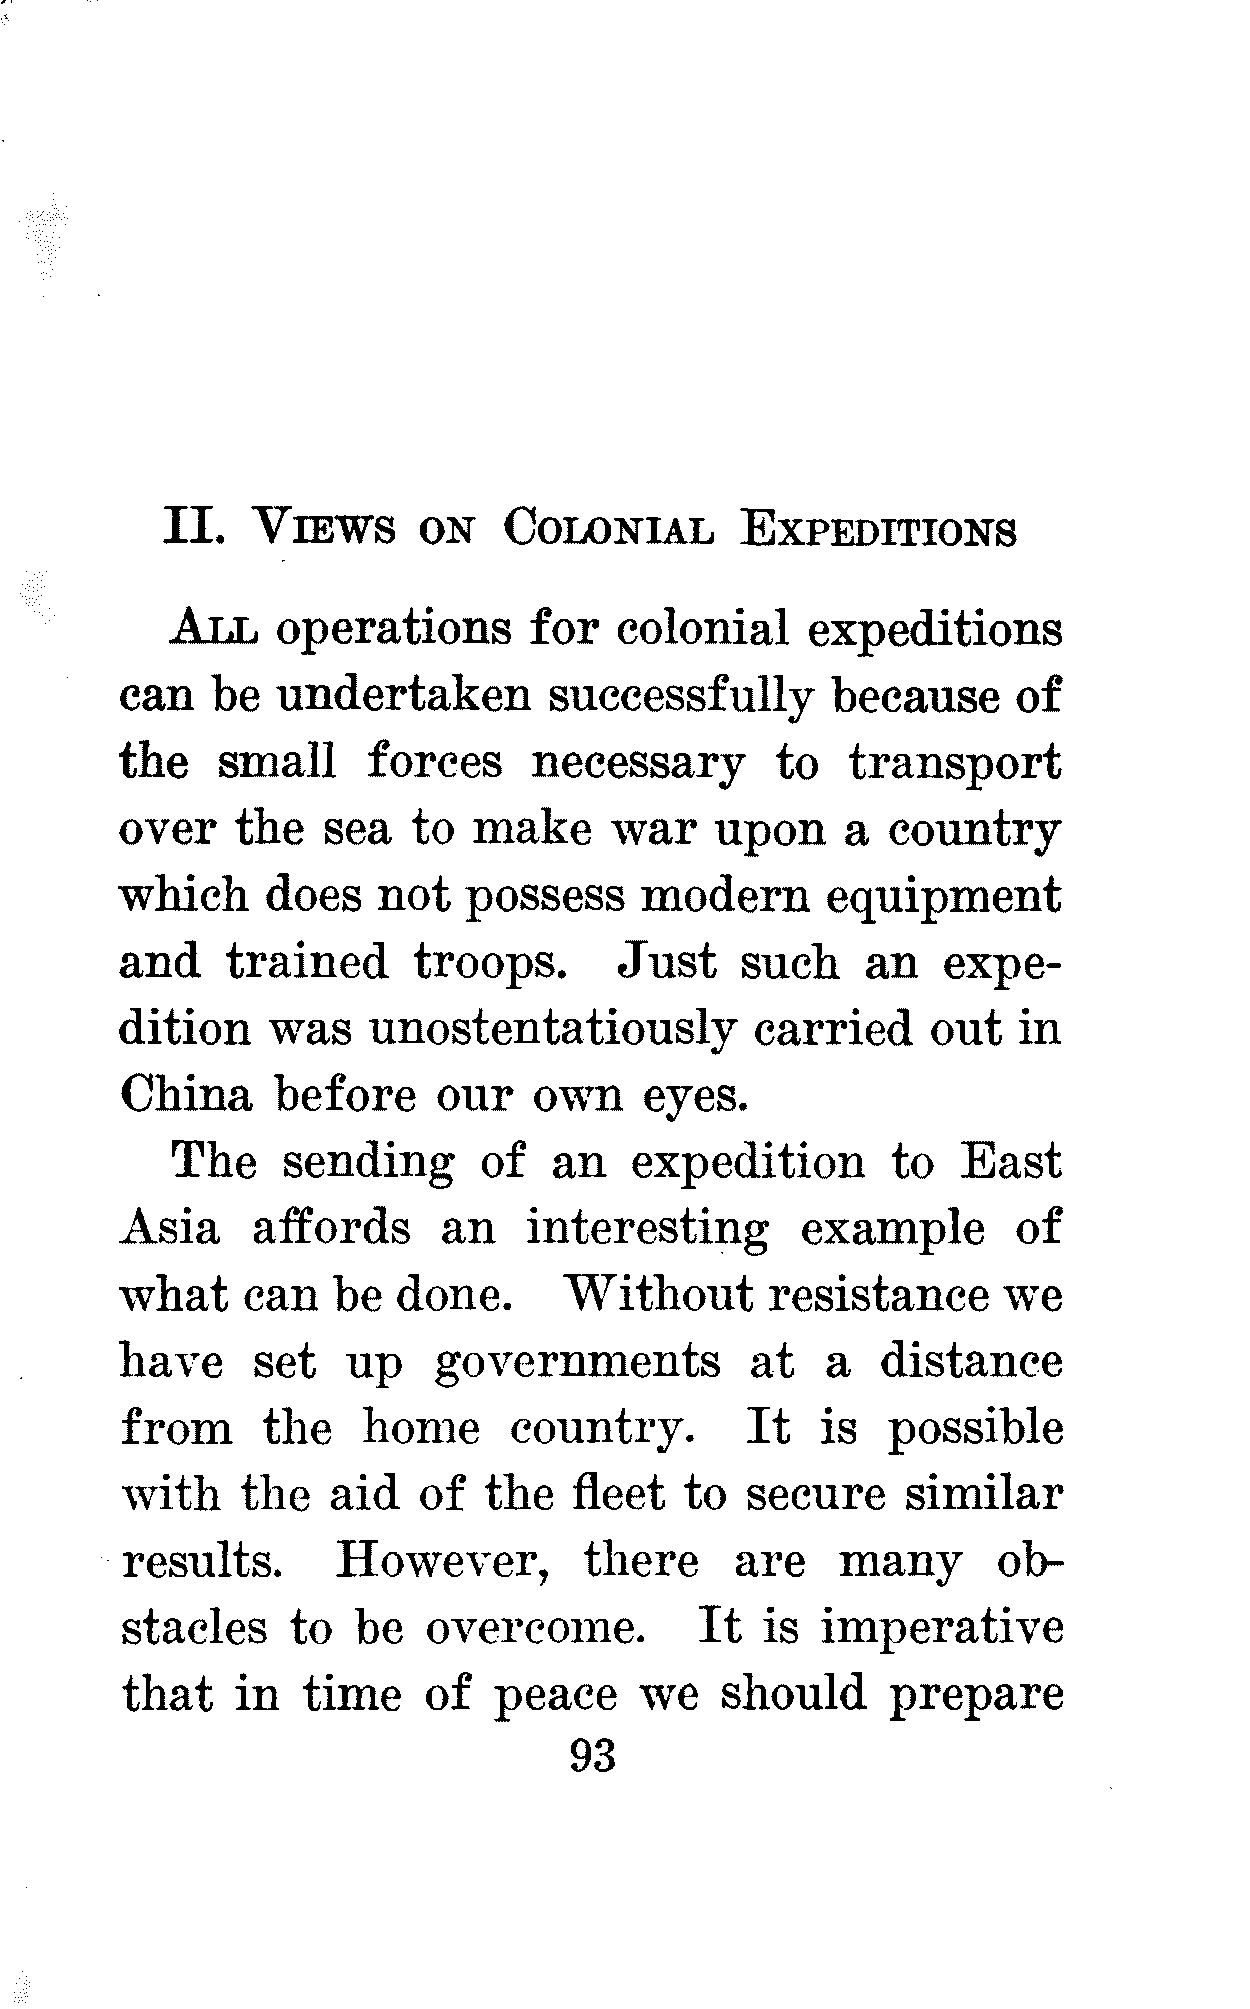 II. Views on Colonial Expeditions
All operations for colonial expeditions
can be undertaken successfully because of
the small forces necessary to transport
over the sea to make war upon a country
which does not possess modern equipment
and trained troops. Just such an expe-
dition was unostentatiously carried out in
China before our own eyes.
The sending of an expedition to East
Asia affords an interesting example of
what can be done. Without resistance we
have set up governments at a distance
from the home country. It is possible
with the aid of the fleet to secure similar
results. However, there are many ob-
stacles to be overcome. It is imperative
that in time of peace we should prepare
93